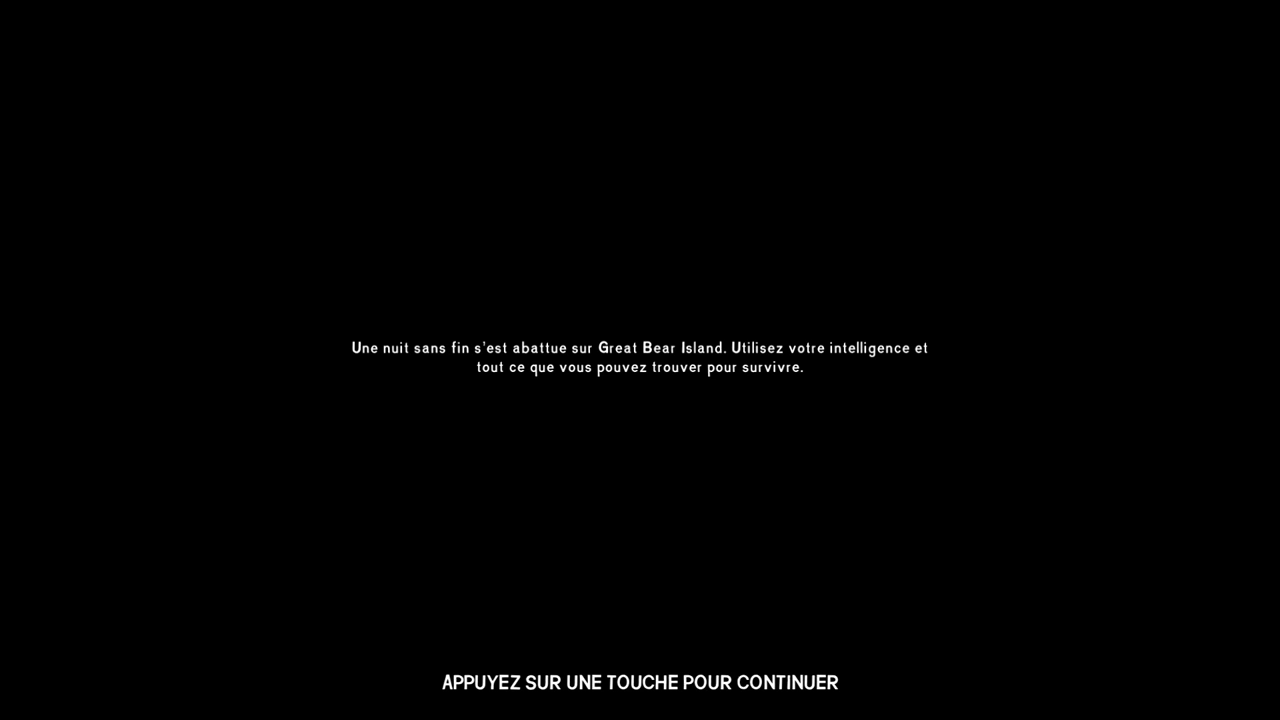 Une nuit sans fin s'est abattue sur Great Bear Island. Utilisez votre intelligence et
tout ce que vous pouvez trouver pour survivre.
APPUYEZ SUR UNE TOUCHE POUR CONTINUER